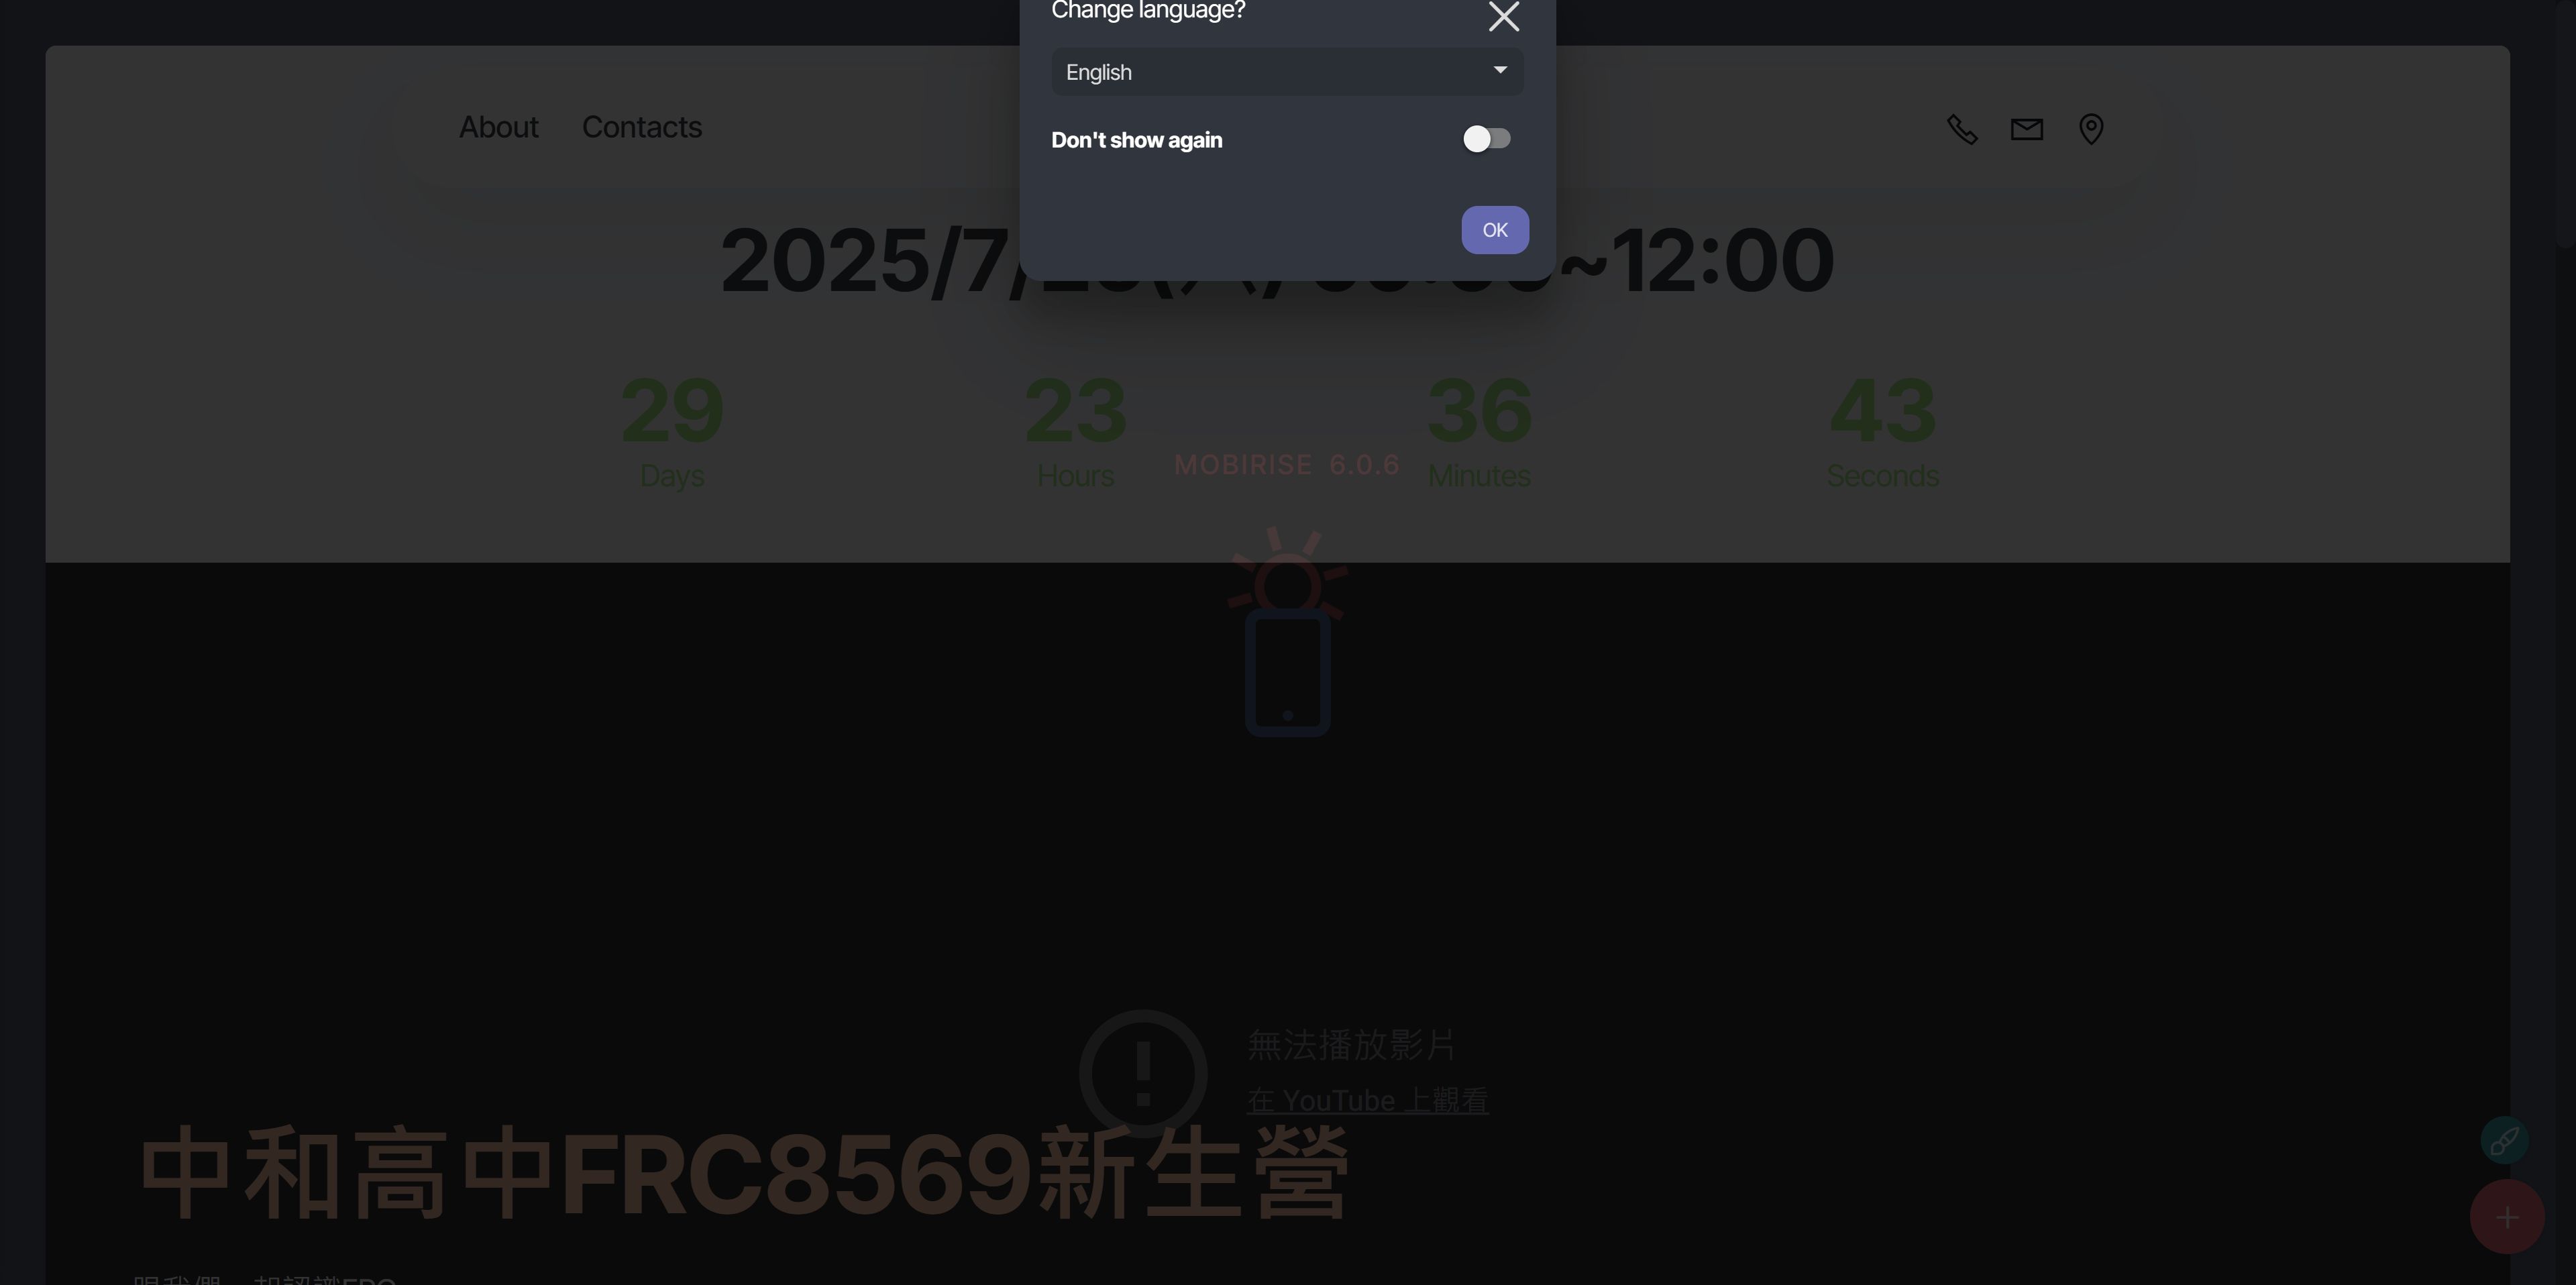 Change language?
English
About Contacts
Don't show again
OK
2025/7/ ~12:00
29 23 36 43
Days Hours Minutes Seconds
MOBIRISE 6.0.6
無法播放影片
在 YouTube 上觀看
中和高中FRC8569新生營